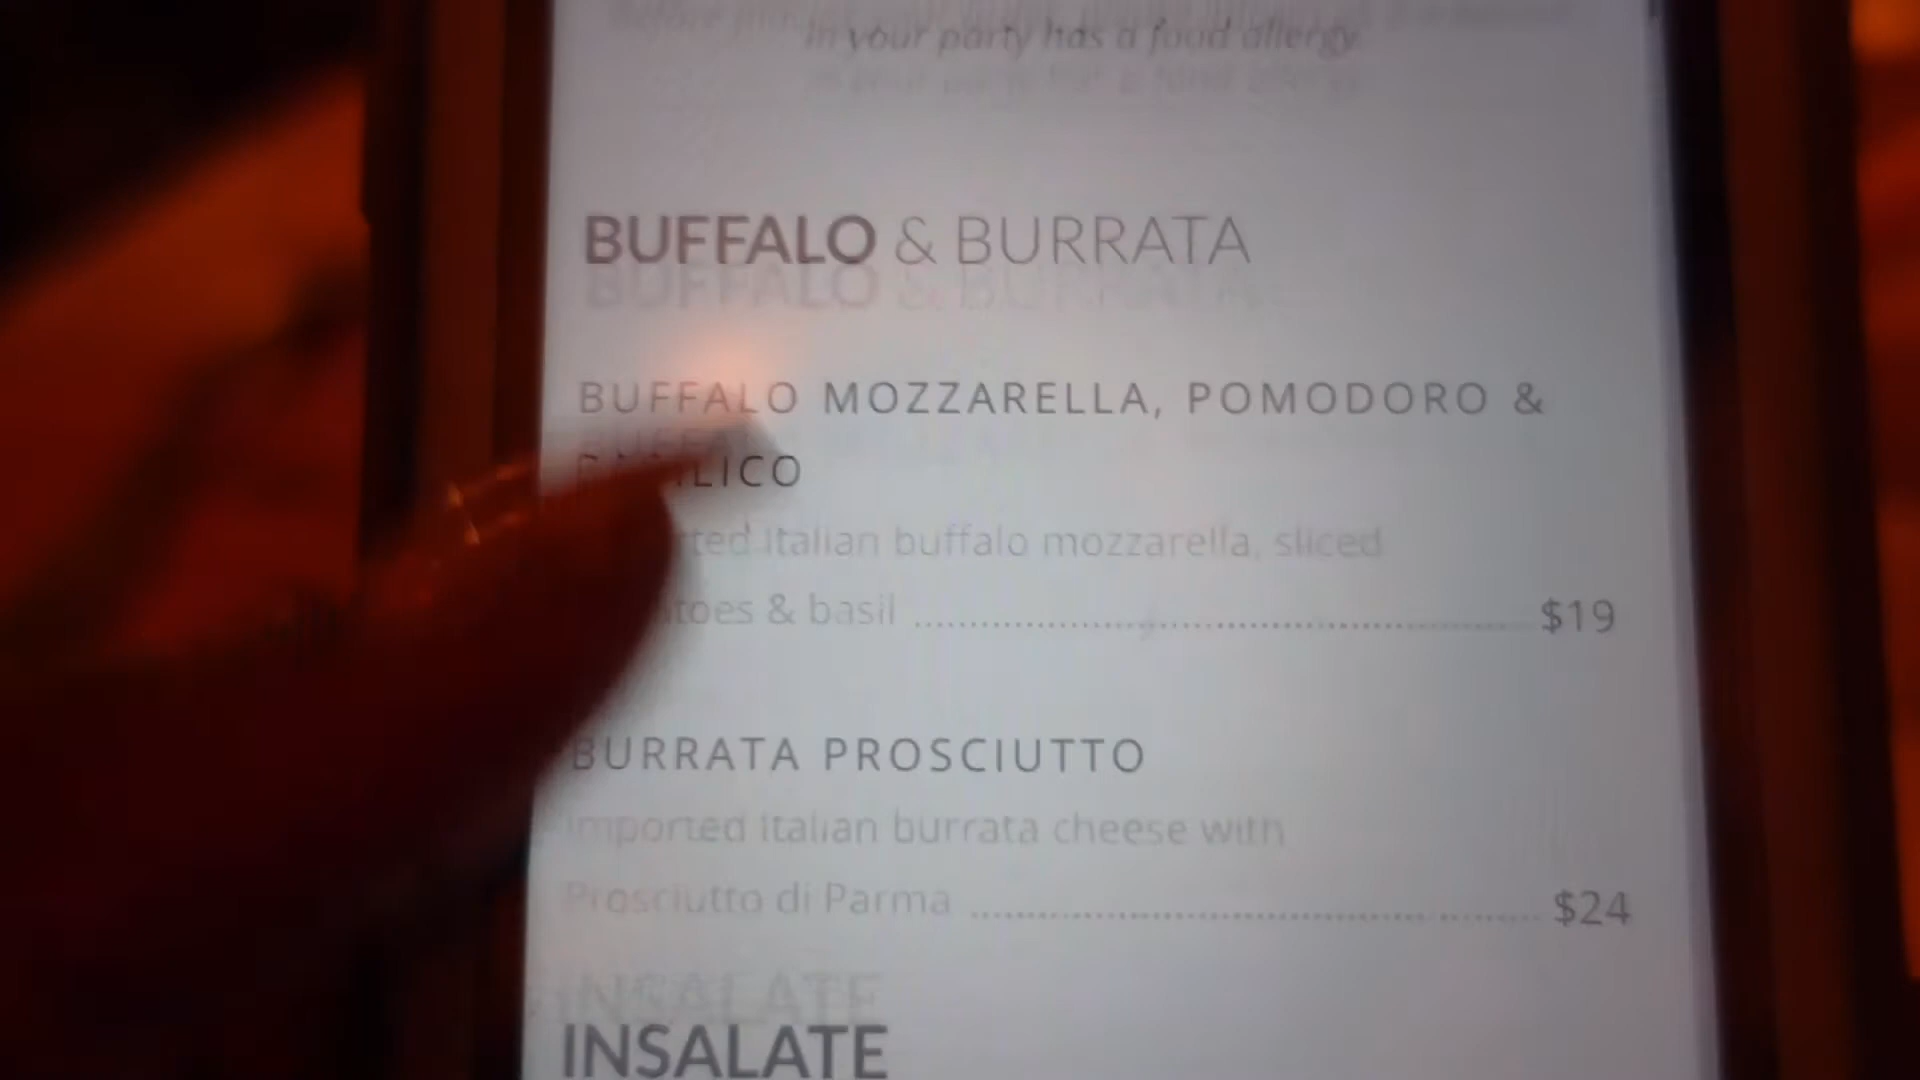 in your party has a food allergy.
BUFFALO & BURRATA
BUFFALO MOZZARELLA, POMODORO &
Italian buffalo mozzarella, sliced
& basil $19
BURRATA PROSCIUTTO
Imported Italian burrata cheese with
Prosciutto di Parma $24
INSALATE